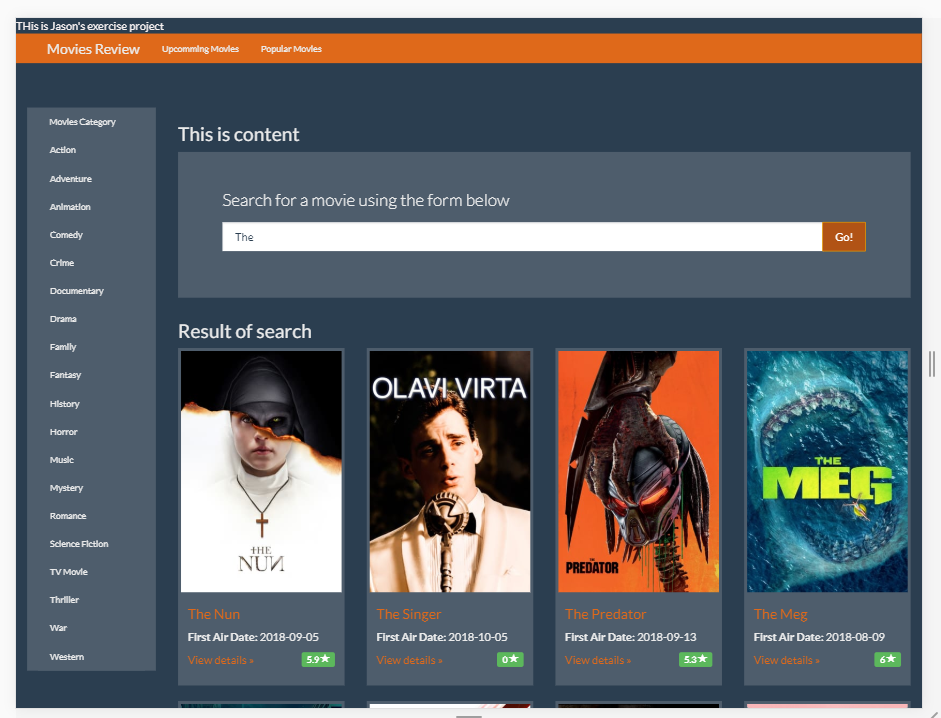 THis is Jason's exercise project
Movies Review Upcomming Movies Popular Movies
Movies Category
Action
Adventure
Animation
Comedy
Crime
Documentary
Drama
Family
Fantasy
History
Horror
Music
Mystery
Romance
Science Fiction
TV Movie
Thriller
War
Western
This is content
Search for a movie using the form below
The Go!
Result of search
THE
NUN
The Nun
First Air Date: 2018-09-05
View details » 5.9★
OLAVI VIRTA
The Singer
First Air Date: 2018-10-05
View details » 0★
THE
PREDATOR
The Predator
First Air Date: 2018-09-13
View details » 5.3★
THE
MEG
The Meg
First Air Date: 2018-08-09
View details » 6★